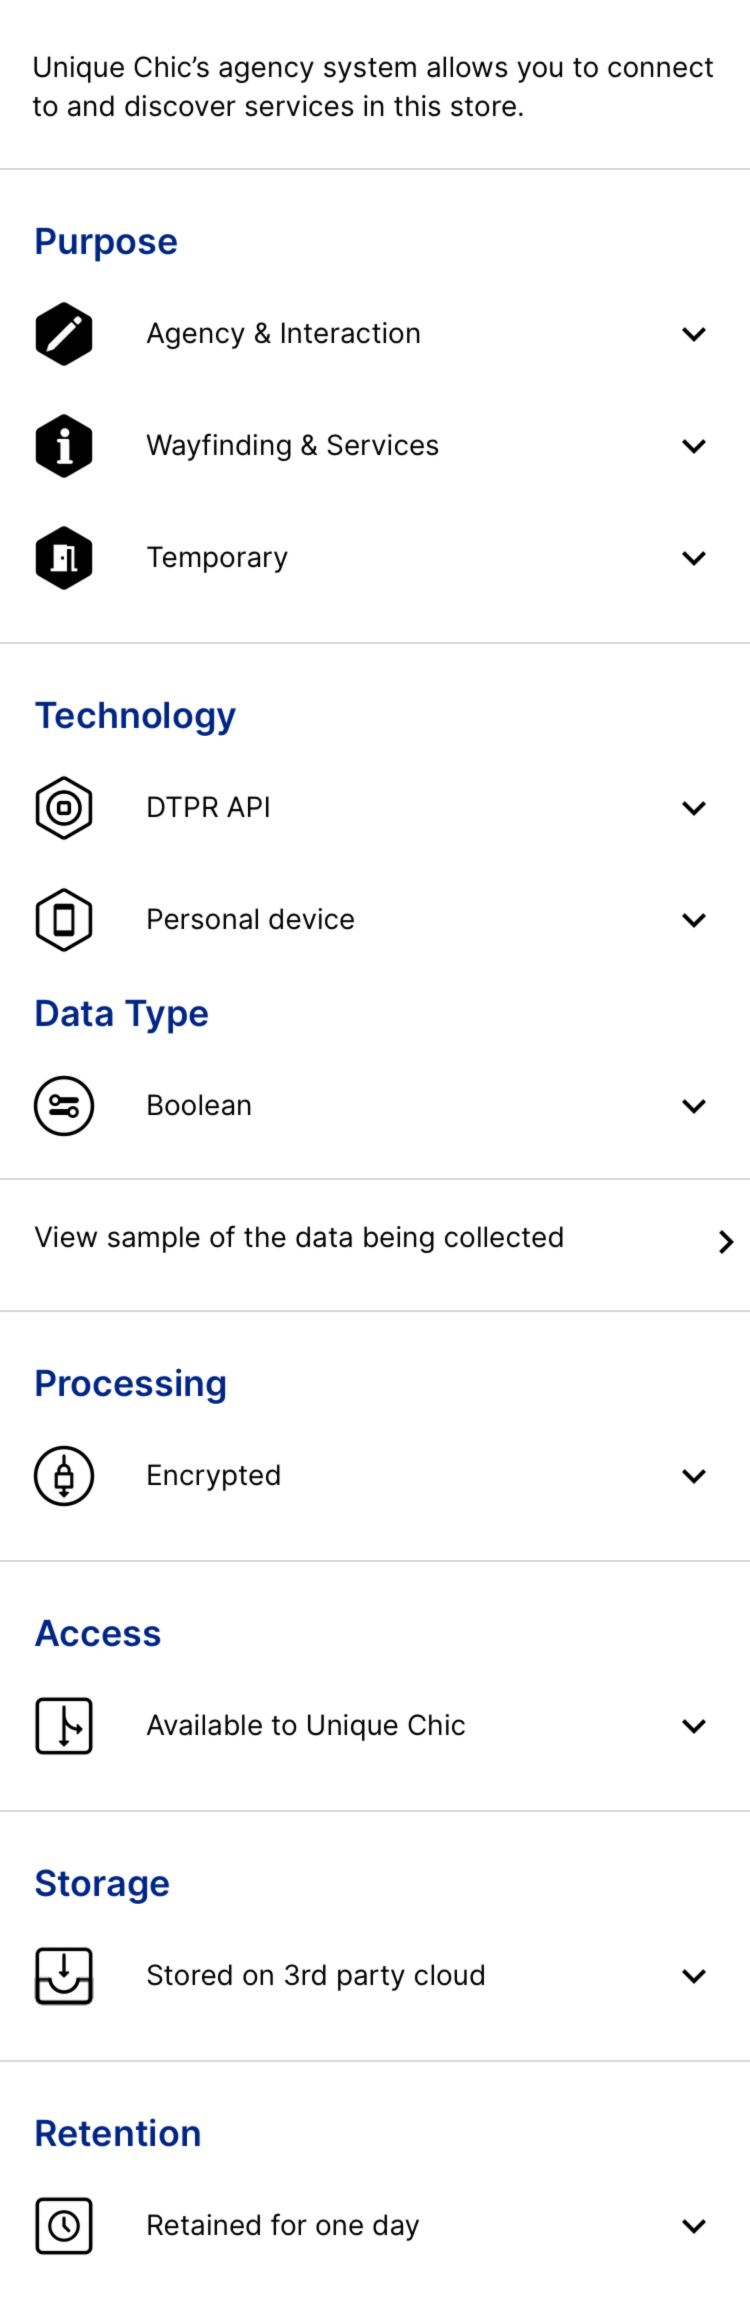 Unique Chic’s agency system allows you to connect
to and discover services in this store.
Purpose
Agency & Interaction
Wayfinding & Services
Temporary
Technology
DTPR API
Personal device
Data Type
Boolean
View sample of the data being collected
Processing
Encrypted
Access
Available to Unique Chic
Storage
Stored on 3rd party cloud
Retention
Retained for one day